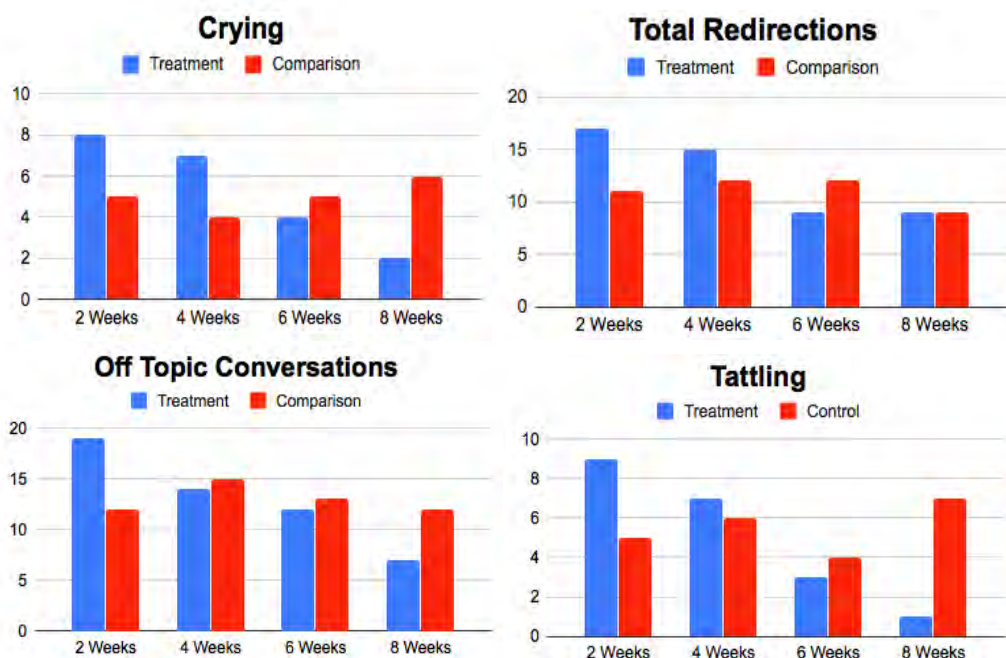 Crying
Treatment Comparison
10
8
6
4
2
0
2 Weeks 4 Weeks 6 Weeks 8 Weeks
Total Redirections
Treatment Comparison
20
15
10
5
0
2 Weeks 4 Weeks 6 Weeks 8 Weeks
Off Topic Conversations
Treatment Comparison
20
15
10
5
0
2 Weeks 4 Weeks 6 Weeks 8 Weeks
Tattling
Treatment Control
10
8
6
4
2
0
2 Weeks 4 Weeks 6 Weeks 8 Weeks